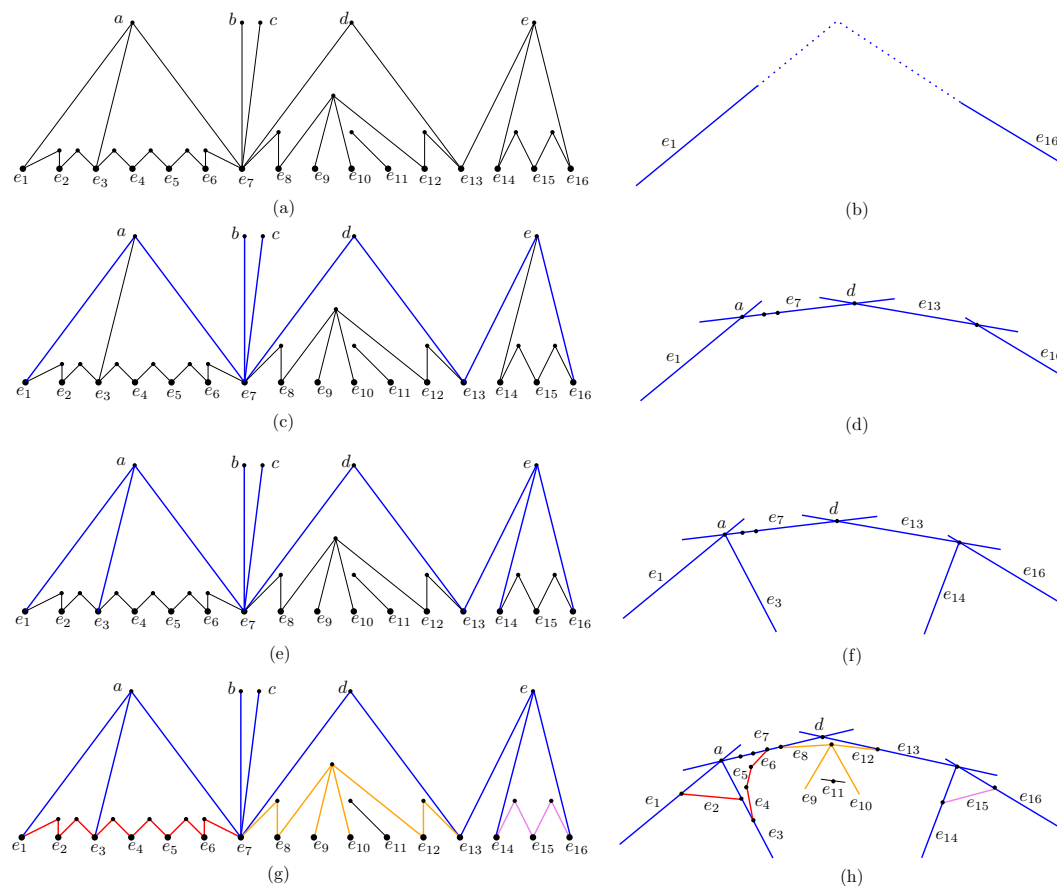 a b c d e
e1 e2 e3 e4 e5 e6 e7 e8 e9 e10 e11 e12 e13 e14 e15 e16
(a)
e1 e16
(b)
a b c d e
e1 e2 e3 e4 e5 e6 e7 e8 e9 e10 e11 e12 e13 e14 e15 e16
(c)
a e7 d e13
e1 e16
(d)
a b c d e
e1 e2 e3 e4 e5 e6 e7 e8 e9 e10 e11 e12 e13 e14 e15 e16
(e)
a e7 d e13
e1 e3 e14 e16
(f)
a b c d e
e1 e2 e3 e4 e5 e6 e7 e8 e9 e10 e11 e12 e13 e14 e15 e16
(g)
d
a e7 e8 e12 e13
e5 e6
e1 e2 e4 e9 e11 e10 e15 e16
e3 e14
(h)